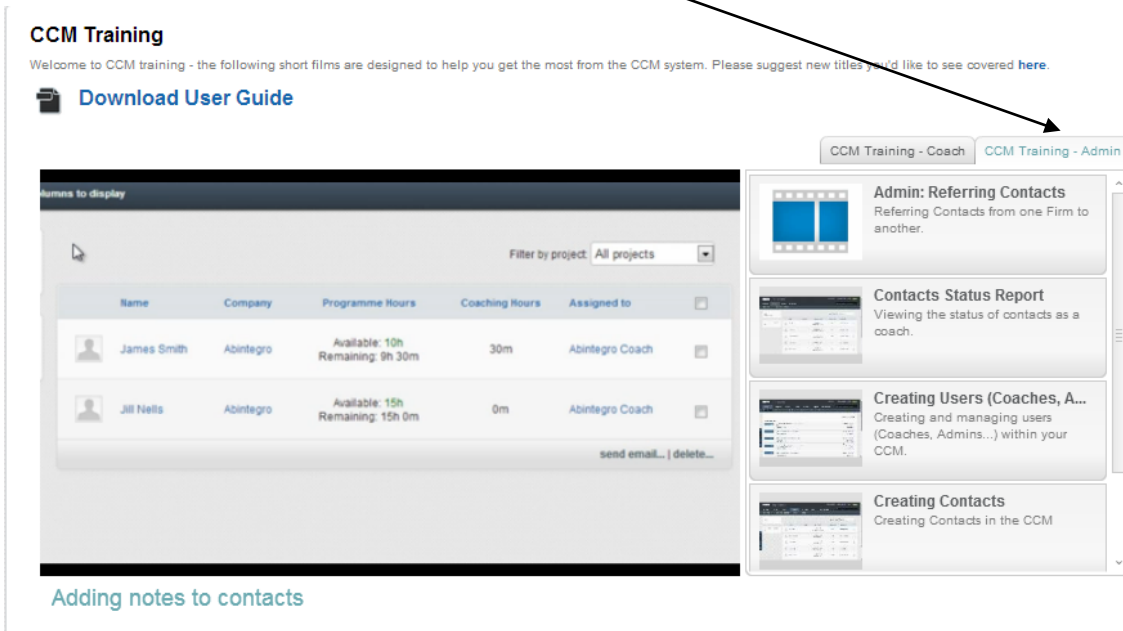 CCM Training
Welcome to CCM training - the following short films are designed to help you get the most from the CCM system. Please suggest new titles you'd like to see covered here.
Download User Guide
CCM Training - Coach CCM Training - Admin
lumns to display
Filter by project: All projects
Name Company Programme Hours Coaching Hours Assigned to
James Smith Abintegro Available: 10h 30m Abintegro Coach
Remaining: 9h 30m
Jill Nells Abintegro Available: 15h 0m Abintegro Coach
Remaining: 15h 0m
send email... | delete...
Admin: Referring Contacts
Referring Contacts from one Firm to
another.
Contacts Status Report
Viewing the status of contacts as a
coach.
Creating Users (Coaches, A...
Creating and managing users
(Coaches, Admins...) within your
CCM.
Creating Contacts
Creating Contacts in the CCM
Adding notes to contacts